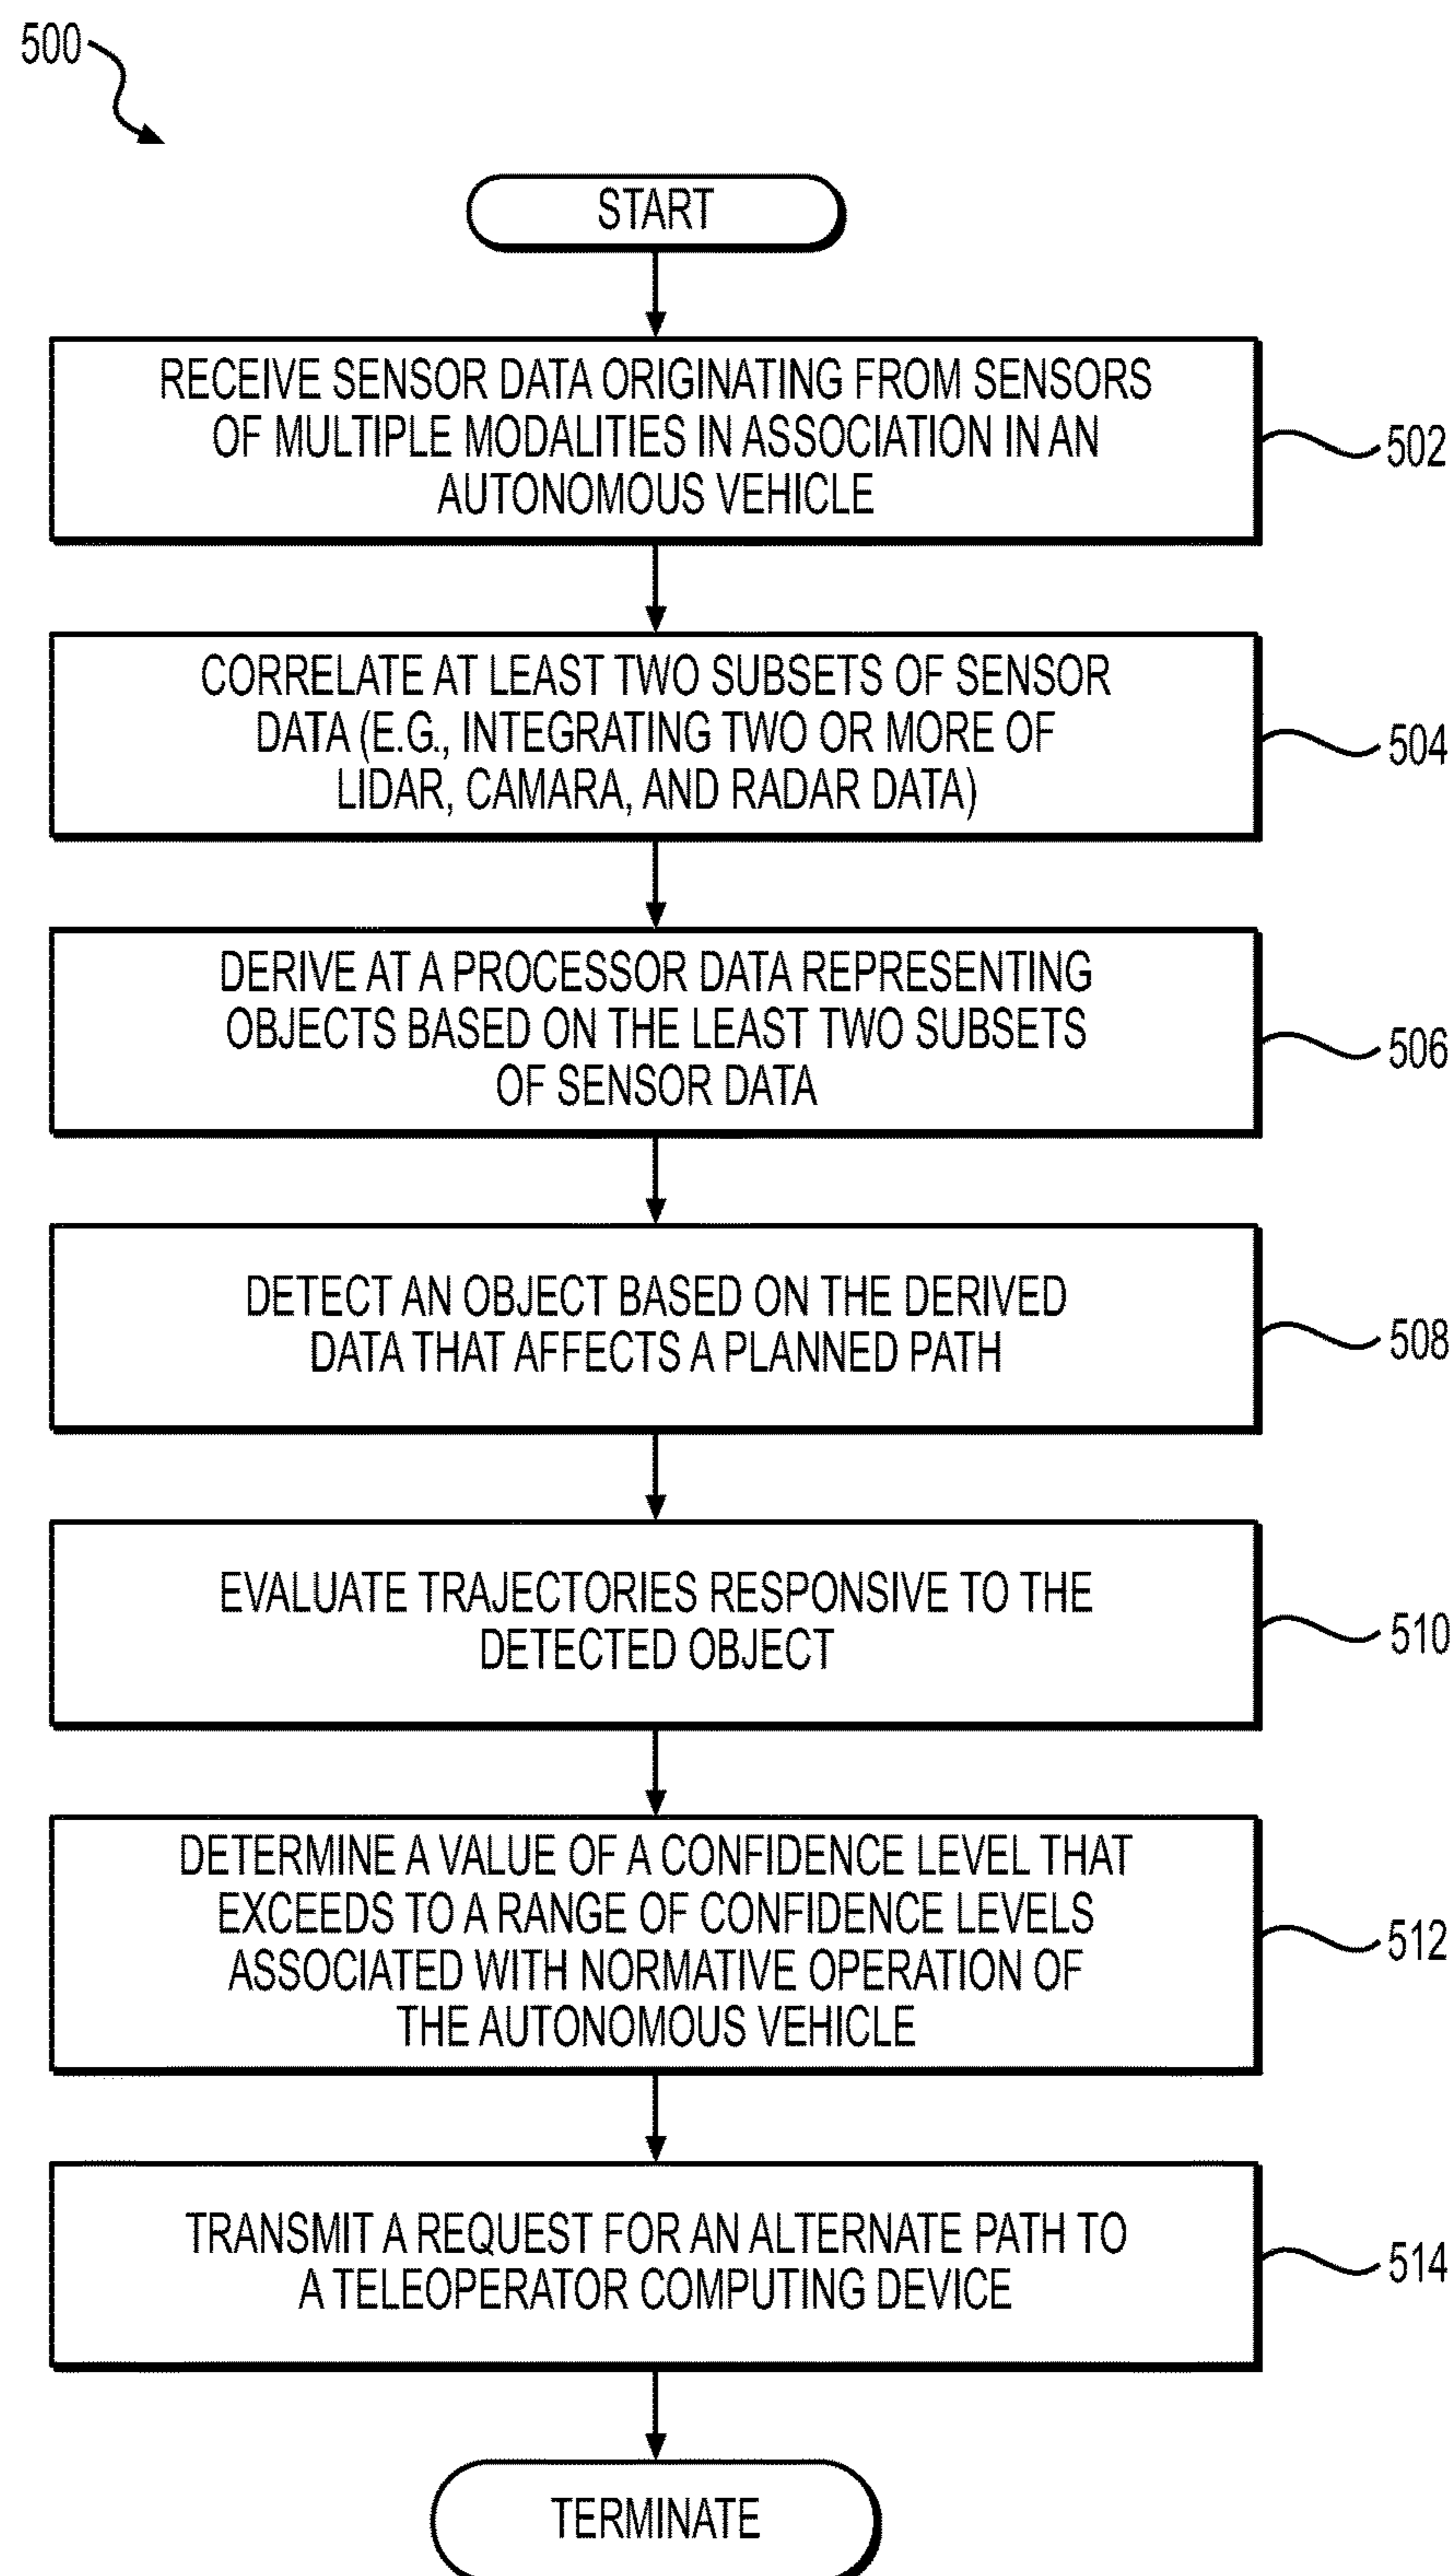 500
START
RECEIVE SENSOR DATA ORIGINATING FROM SENSORS
OF MULTIPLE MODALITIES IN ASSOCIATION IN AN
AUTONOMOUS VEHICLE
502
CORRELATE AT LEAST TWO SUBSETS OF SENSOR
DATA (E.G., INTEGRATING TWO OR MORE OF
LIDAR, CAMARA, AND RADAR DATA)
504
DERIVE AT A PROCESSOR DATA REPRESENTING
OBJECTS BASED ON THE LEAST TWO SUBSETS
OF SENSOR DATA
506
DETECT AN OBJECT BASED ON THE DERIVED
DATA THAT AFFECTS A PLANNED PATH
508
EVALUATE TRAJECTORIES RESPONSIVE TO THE
DETECTED OBJECT
510
DETERMINE A VALUE OF A CONFIDENCE LEVEL THAT
EXCEEDS TO A RANGE OF CONFIDENCE LEVELS
ASSOCIATED WITH NORMATIVE OPERATION OF
THE AUTONOMOUS VEHICLE
512
TRANSMIT A REQUEST FOR AN ALTERNATE PATH TO
A TELEOPERATOR COMPUTING DEVICE
514
TERMINATE